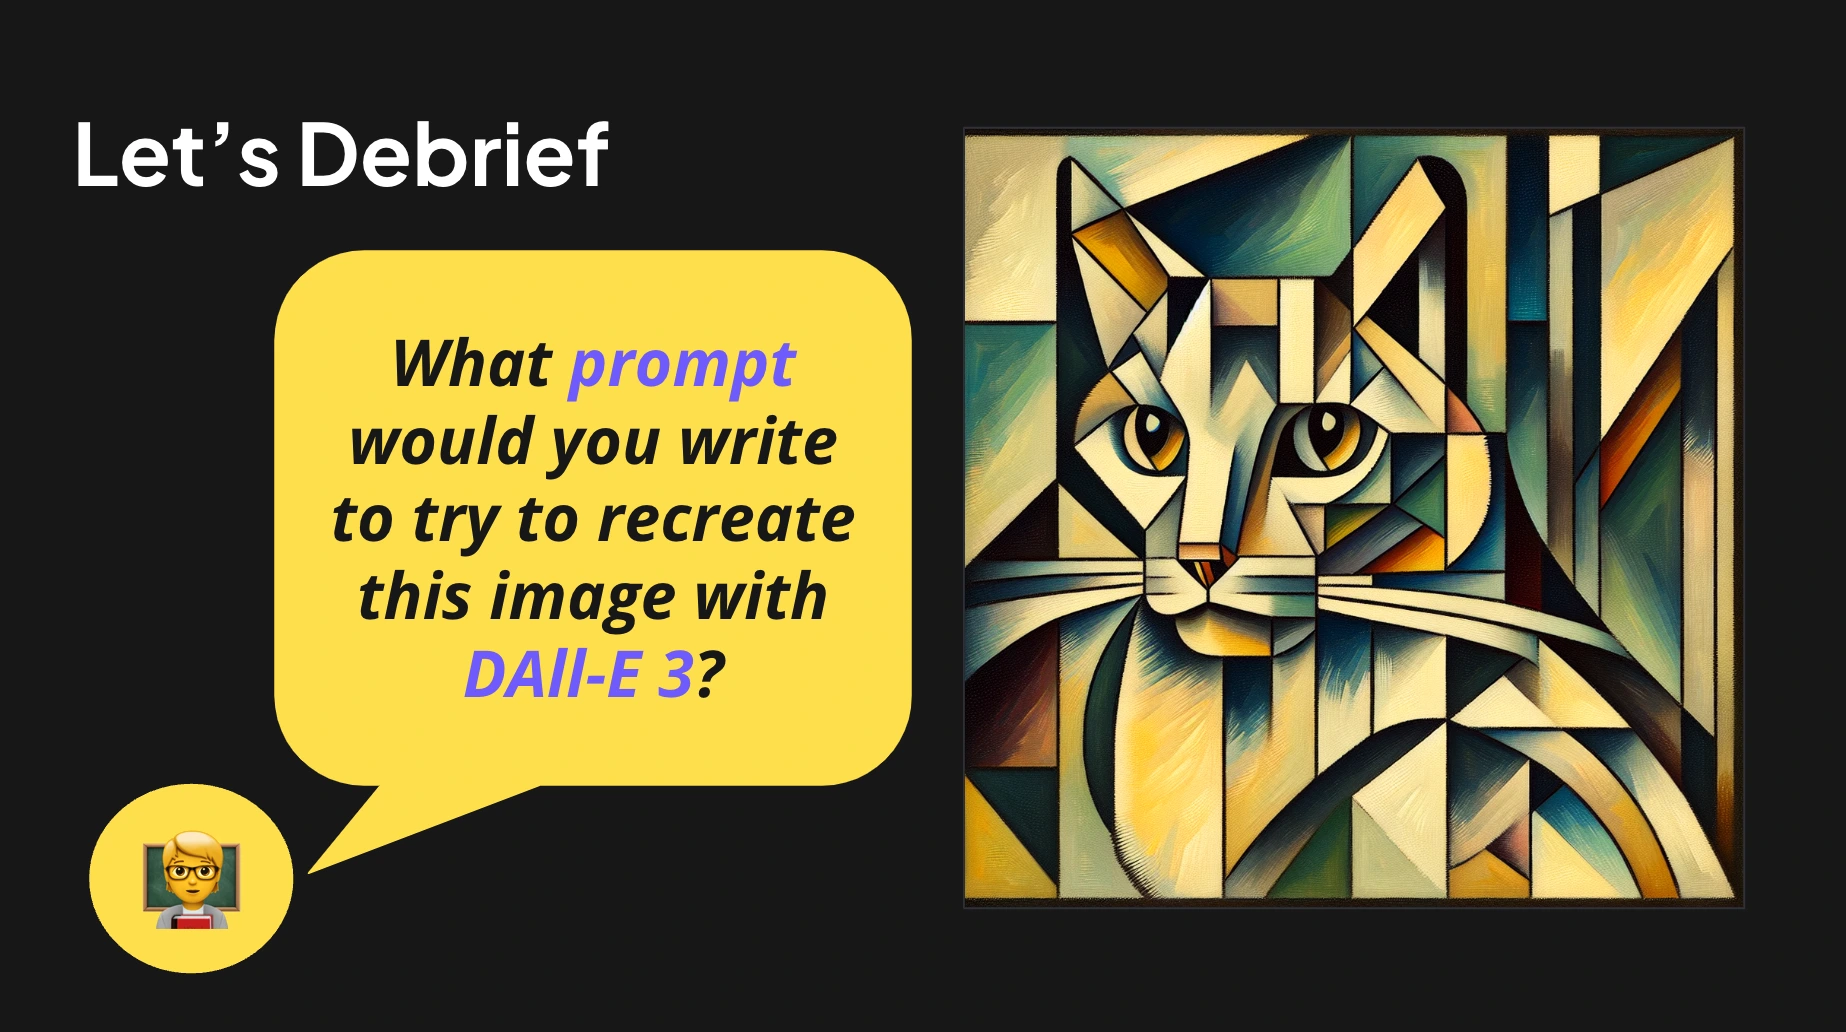 Let’s Debrief
What prompt
would you write
to try to recreate
this image with
DAll-E 3?